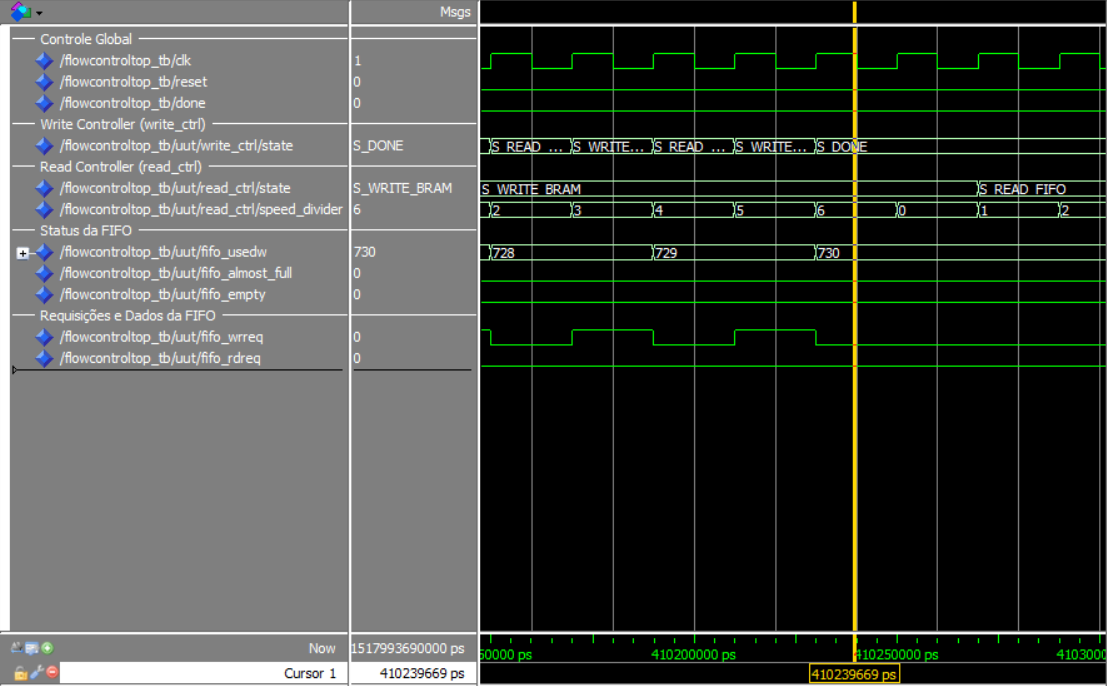 Msgs
Controle Global
/flowcontroltop_tb/clk 1
/flowcontroltop_tb/reset 0
/flowcontroltop_tb/done 0
Write Controller (write_ctrl)
/flowcontroltop_tb/uut/write_ctrl/state S_DONE S_READ ... S_WRITE... S_READ ... S_WRITE... S_DONE
Read Controller (read_ctrl)
/flowcontroltop_tb/uut/read_ctrl/state S_WRITE_BRAM S_WRITE_BRAM S_READ_FIFO
/flowcontroltop_tb/uut/read_ctrl/speed_divider 6 2 3 4 5 6 0 1 2
Status da FIFO
/flowcontroltop_tb/uut/fifo_usedw 730 728 729 730
/flowcontroltop_tb/uut/fifo_almost_full 0
/flowcontroltop_tb/uut/fifo_empty 0
Requisições e Dados da FIFO
/flowcontroltop_tb/uut/fifo_wrreq 0
/flowcontroltop_tb/uut/fifo_rdreq 0
Now 1517993690000 ps 50000 ps 410200000 ps 410250000 ps 4103000
Cursor 1 410239669 ps 410239669 ps